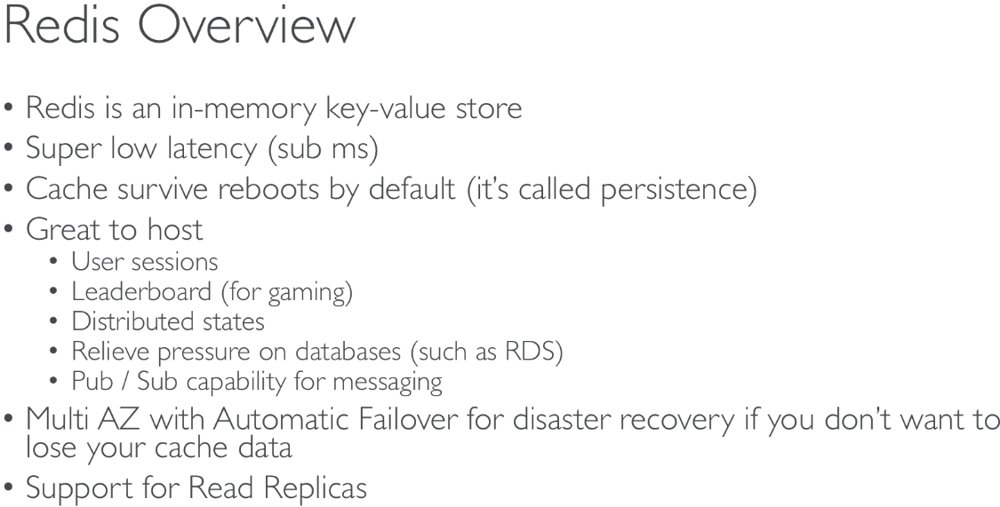 Redis Overview
• Redis is an in-memory key-value store
• Super low latency (sub ms)
• Cache survive reboots by default (it's called persistence)
• Great to host
• User sessions
• Leaderboard (for gaming)
• Distributed states
• Relieve pressure on databases (such as RDS)
• Pub / Sub capability for messaging
• Multi AZ with Automatic Failover for disaster recovery if you don't want to
lose your cache data
• Support for Read Replicas